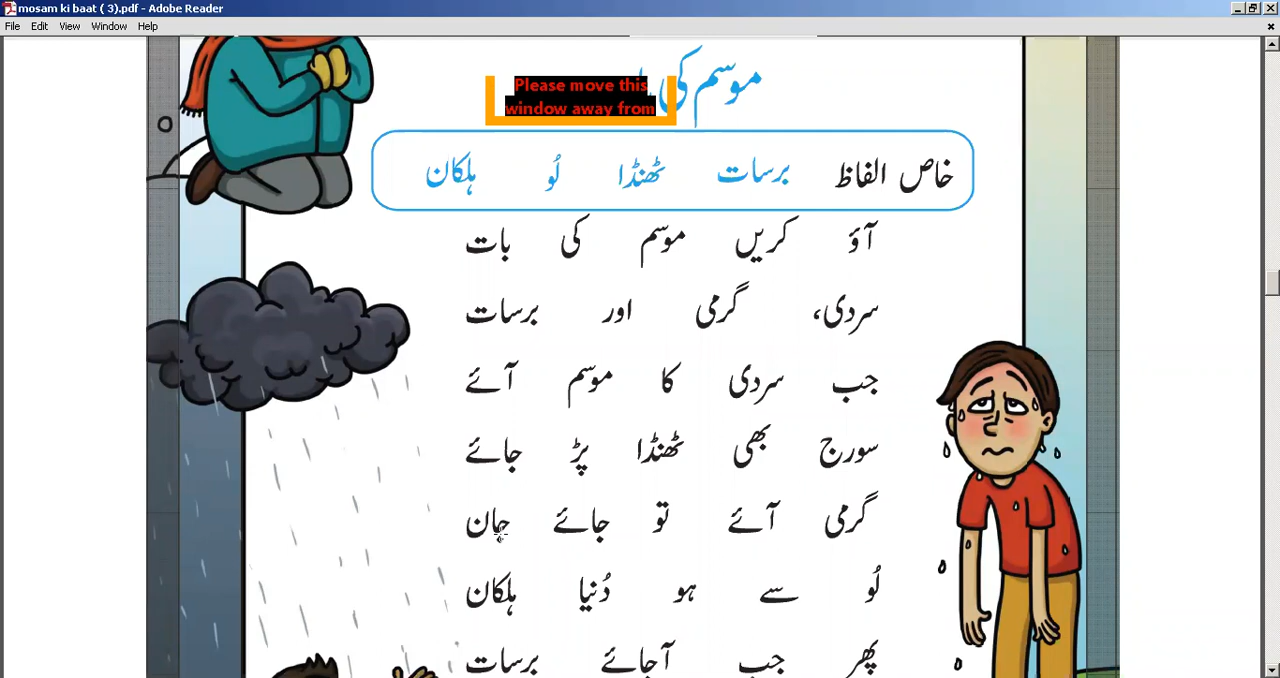 mosam ki baat ( 3).pdf - Adobe Reader
File Edit View Window Help
Please move this
window away from
موسم کی
خاص الفاظ برسات ٹھنڈا لُو ہلکان
آؤ کریں موسم کی بات
سردی، گرمی اور برسات
جب سردی کا موسم آئے
سورج بھی ٹھنڈا پڑ جائے
گرمی آئے تو جائے جان
لُو سے ہو دُنیا ہلکان
پھر جب آجائے برسات